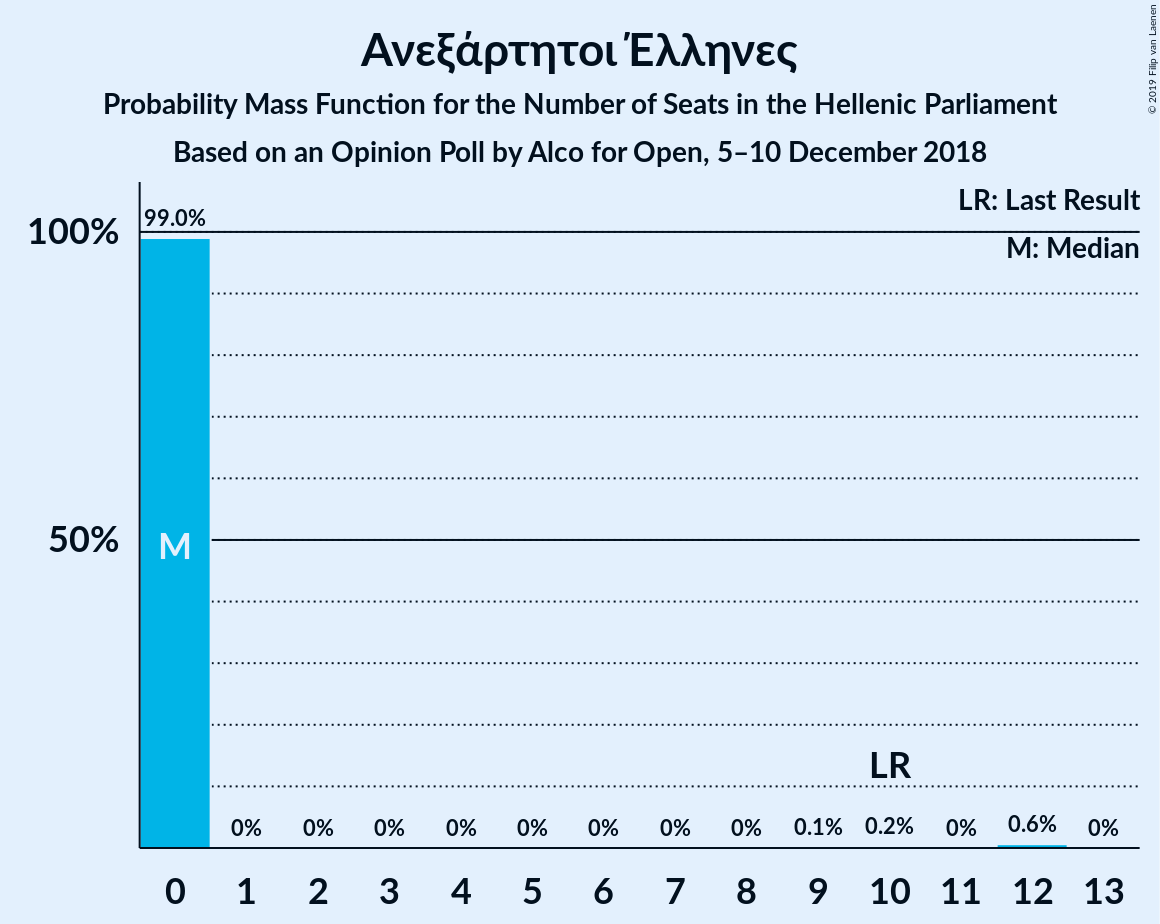 Ανεξάρτητοι Έλληνες
Probability Mass Function for the Number of Seats in the Hellenic Parliament
Based on an Opinion Poll by Alco for Open, 5–10 December 2018
© 2019 Filip van Laenen
LR: Last Result
M: Median
99.0%
100%
50%
M
LR
0% 0% 0% 0% 0% 0% 0% 0% 0.1% 0.2% 0% 0.6% 0%
0 1 2 3 4 5 6 7 8 9 10 11 12 13